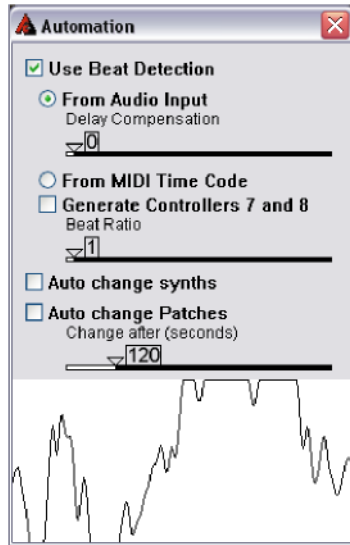 Automation
Use Beat Detection
From Audio Input
Delay Compensation
0
From MIDI Time Code
Generate Controllers 7 and 8
Beat Ratio
1
Auto change synths
Auto change Patches
Change after (seconds)
120